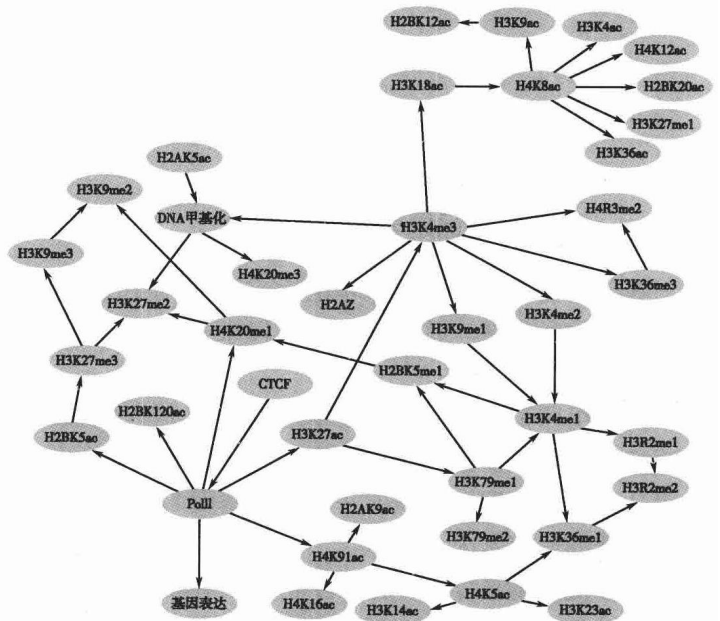 H2BK12ac
H3K9ac
H3K4ac
H4K12ac
H3K18ac
H4K8ac
H2BK20ac
H3K27me1
H3K36ac
H2AK5ac
H3K9me2
DNA甲基化
H3K4me3
H4R3me2
H3K9me3
H4K20me3
H3K36me3
H3K27me2
H2AZ
H3K4me2
H4K20me1
H3K9me1
H3K27me3
H2BK5me1
CTCF
H2BK120ac
H3K4me1
H2BK5ac
H3K27ac
H3R2me1
H3K79me1
H3R2me2
PolII
H2AK9ac
H3K79me2
H3K36me1
H4K91ac
基因表达
H4K16ac
H4K5ac
H3K14ac
H3K23ac